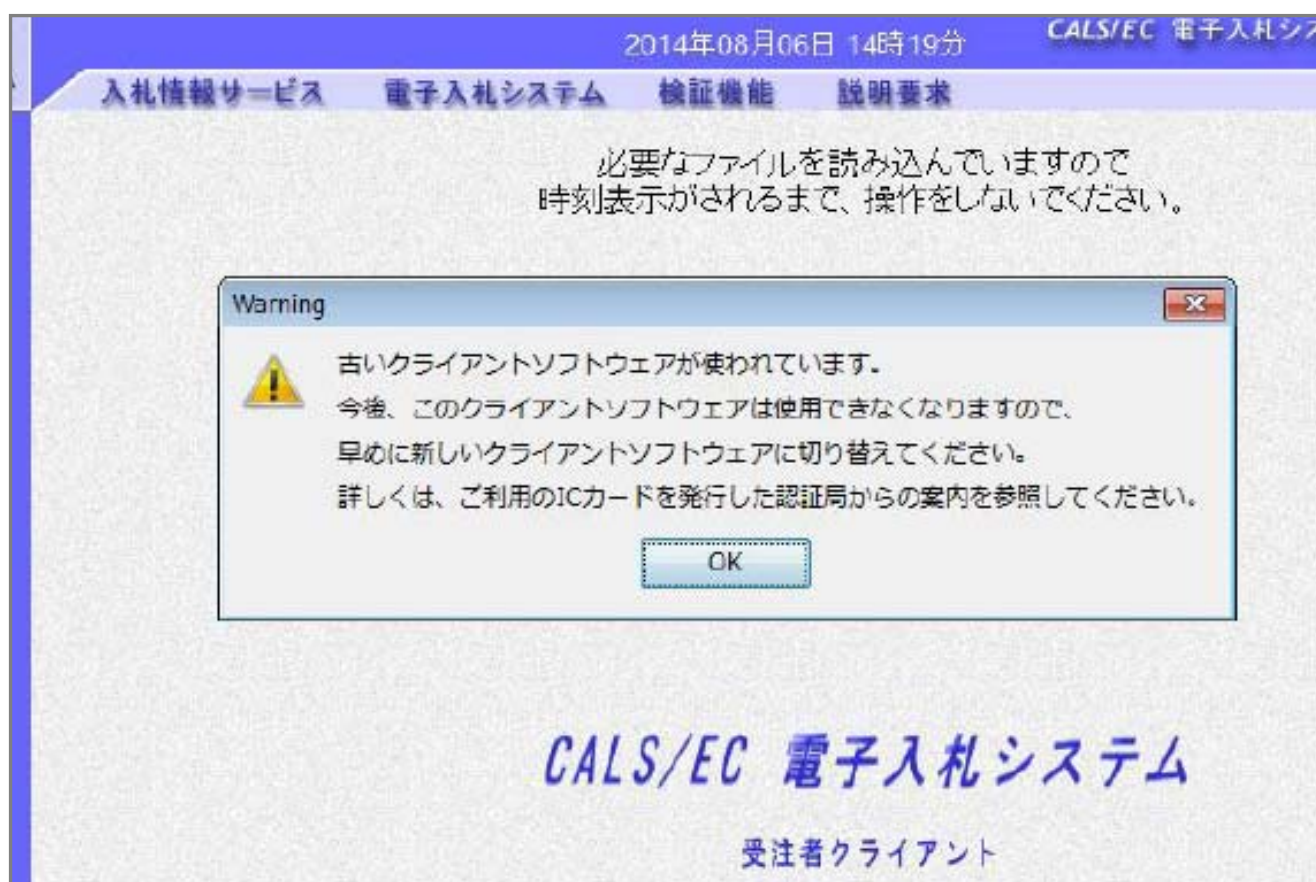 2014年08月06日 14時19分
CALS/EC 電子入札シス
入札情報サービス 電子入札システム 検証機能 説明要求
必要なファイルを読み込んでいますので
時刻表示がされるまで、操作をしないでください。
Warning
古いクライアントソフトウェアが使われています。
今後、このクライアントソフトウェアは使用できなくなりますので、
早めに新しいクライアントソフトウェアに切り替えてください。
詳しくは、ご利用のICカードを発行した認証局からの案内を参照してください。
OK
CALS/EC 電子入札システム
受注者クライアント